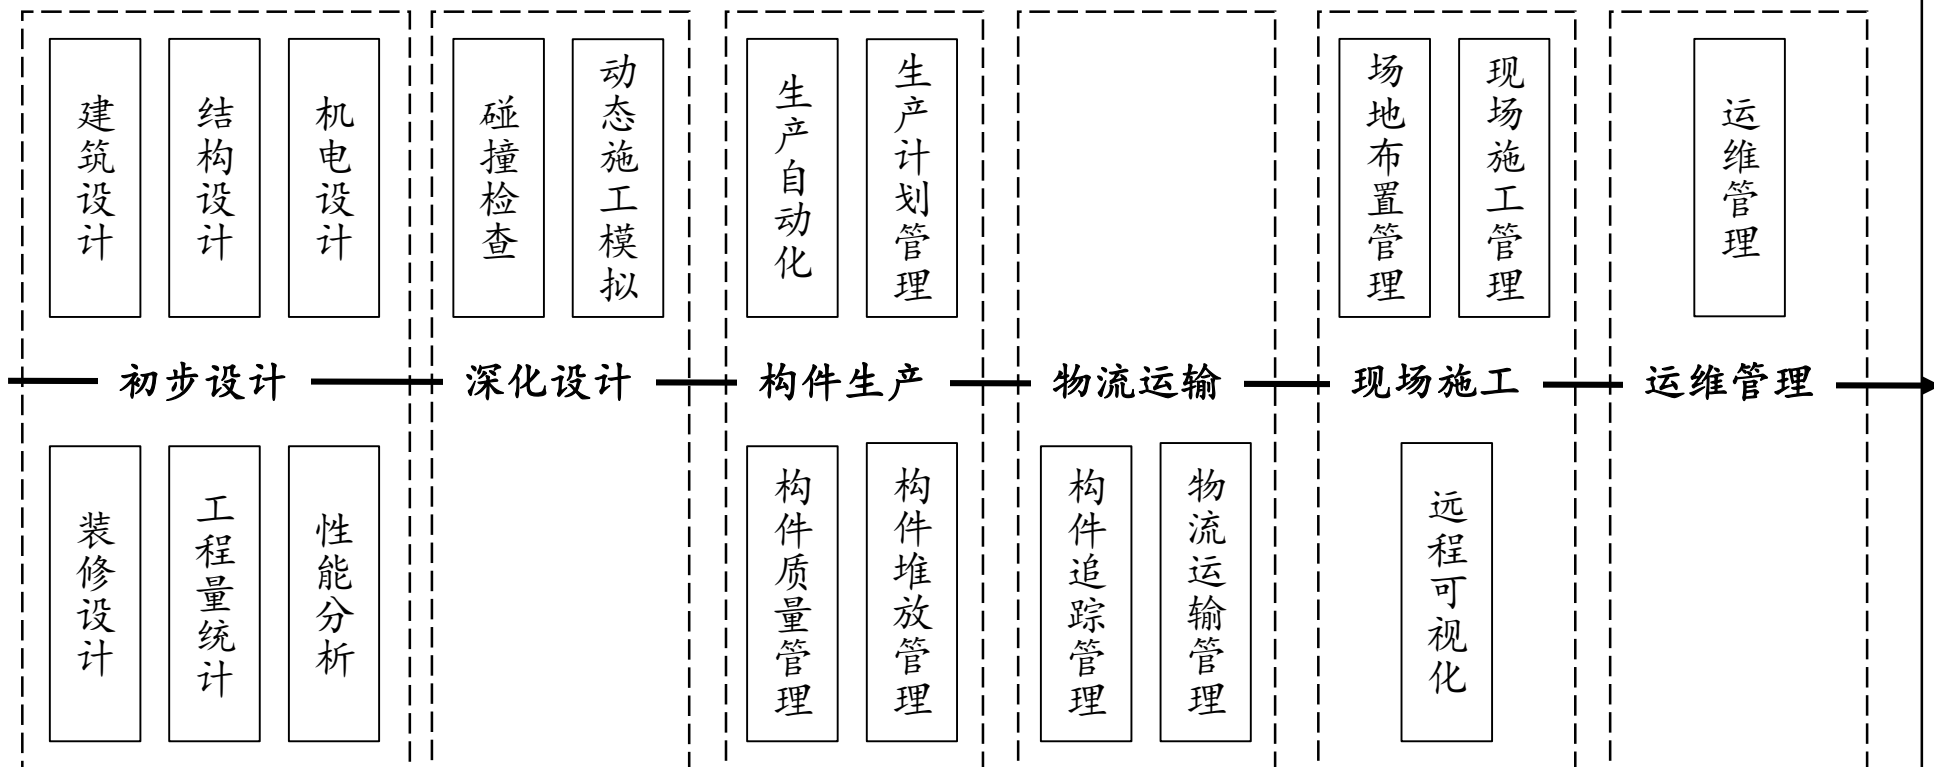 建筑设计
结构设计
机电设计
碰撞检查
动态施工模拟
生产自动化
生产计划管理
场地布置管理
现场施工管理
运维管理
初步设计
深化设计
构件生产
物流运输
现场施工
运维管理
装修设计
工程量统计
性能分析
构件质量管理
构件堆放管理
构件追踪管理
物流运输管理
远程可视化